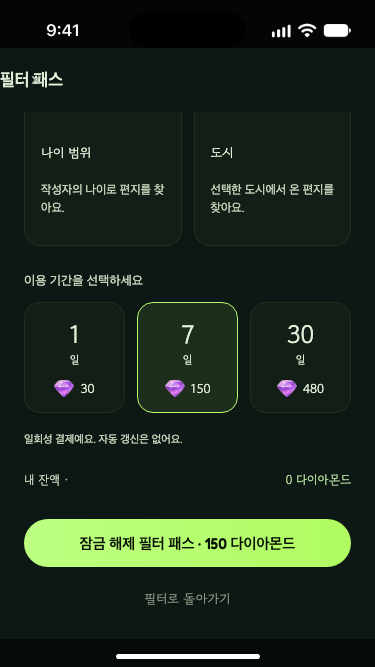 9:41
필터 패스
나이 범위
작성자의 나이로 편지를 찾
아요.
도시
선택한 도시에서 온 편지를
찾아요.
이용 기간을 선택하세요
1
일
30
7
일
150
30
일
480
일회성 결제예요. 자동 갱신은 없어요.
내 잔액 ·
0 다이아몬드
잠금 해제 필터 패스 · 150 다이아몬드
필터로 돌아가기